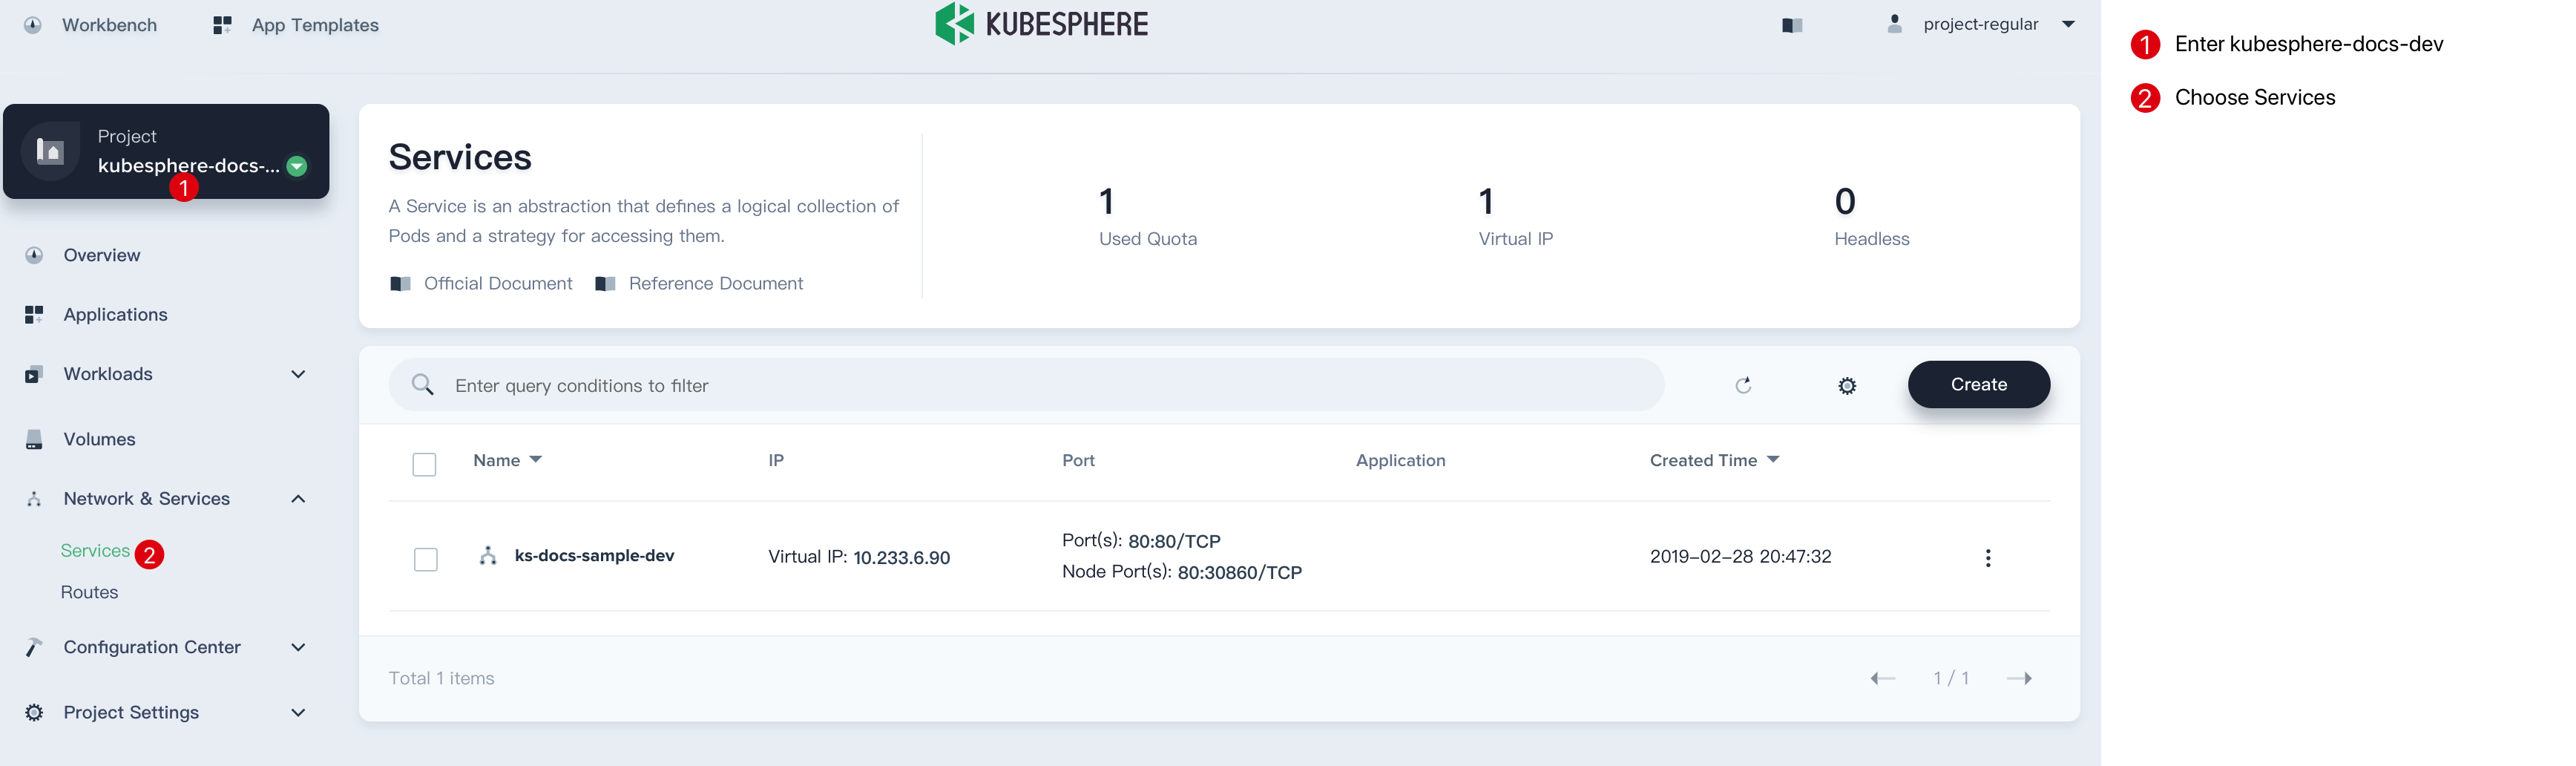 Workbench
App Templates
KUBESPHERE
project-regular
Project
kubesphere-docs-...
1
Overview
Applications
Workloads
Volumes
Network & Services
Services 2
Routes
Configuration Center
Project Settings
Services
A Service is an abstraction that defines a logical collection of
Pods and a strategy for accessing them.
Official Document
Reference Document
1
Used Quota
1
Virtual IP
0
Headless
Enter query conditions to filter
Create
Name
IP
Port
Application
Created Time
ks-docs-sample-dev
Virtual IP: 10.233.6.90
Port(s): 80:80/TCP
Node Port(s): 80:30860/TCP
2019-02-28 20:47:32
Total 1 items
1 / 1
1 Enter kubesphere-docs-dev
2 Choose Services